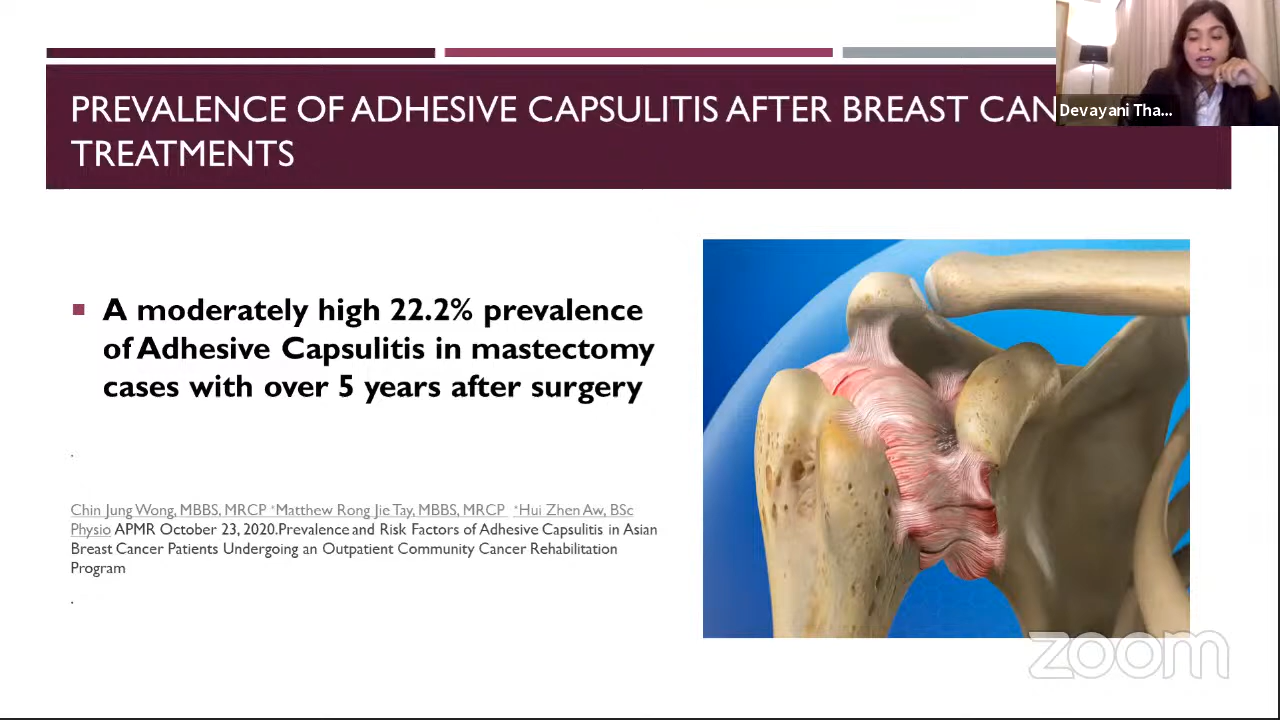 PREVALENCE OF ADHESIVE CAPSULITIS AFTER BREAST CAN
TREATMENTS
Devayani Tha...
▪ A moderately high 22.2% prevalence
of Adhesive Capsulitis in mastectomy
cases with over 5 years after surgery
.
Chin Jung Wong, MBBS, MRCP *Matthew Rong Jie Tay, MBBS, MRCP *Hui Zhen Aw, BSc
Physio APMR October 23, 2020.Prevalence and Risk Factors of Adhesive Capsulitis in Asian
Breast Cancer Patients Undergoing an Outpatient Community Cancer Rehabilitation
Program
.
zoom